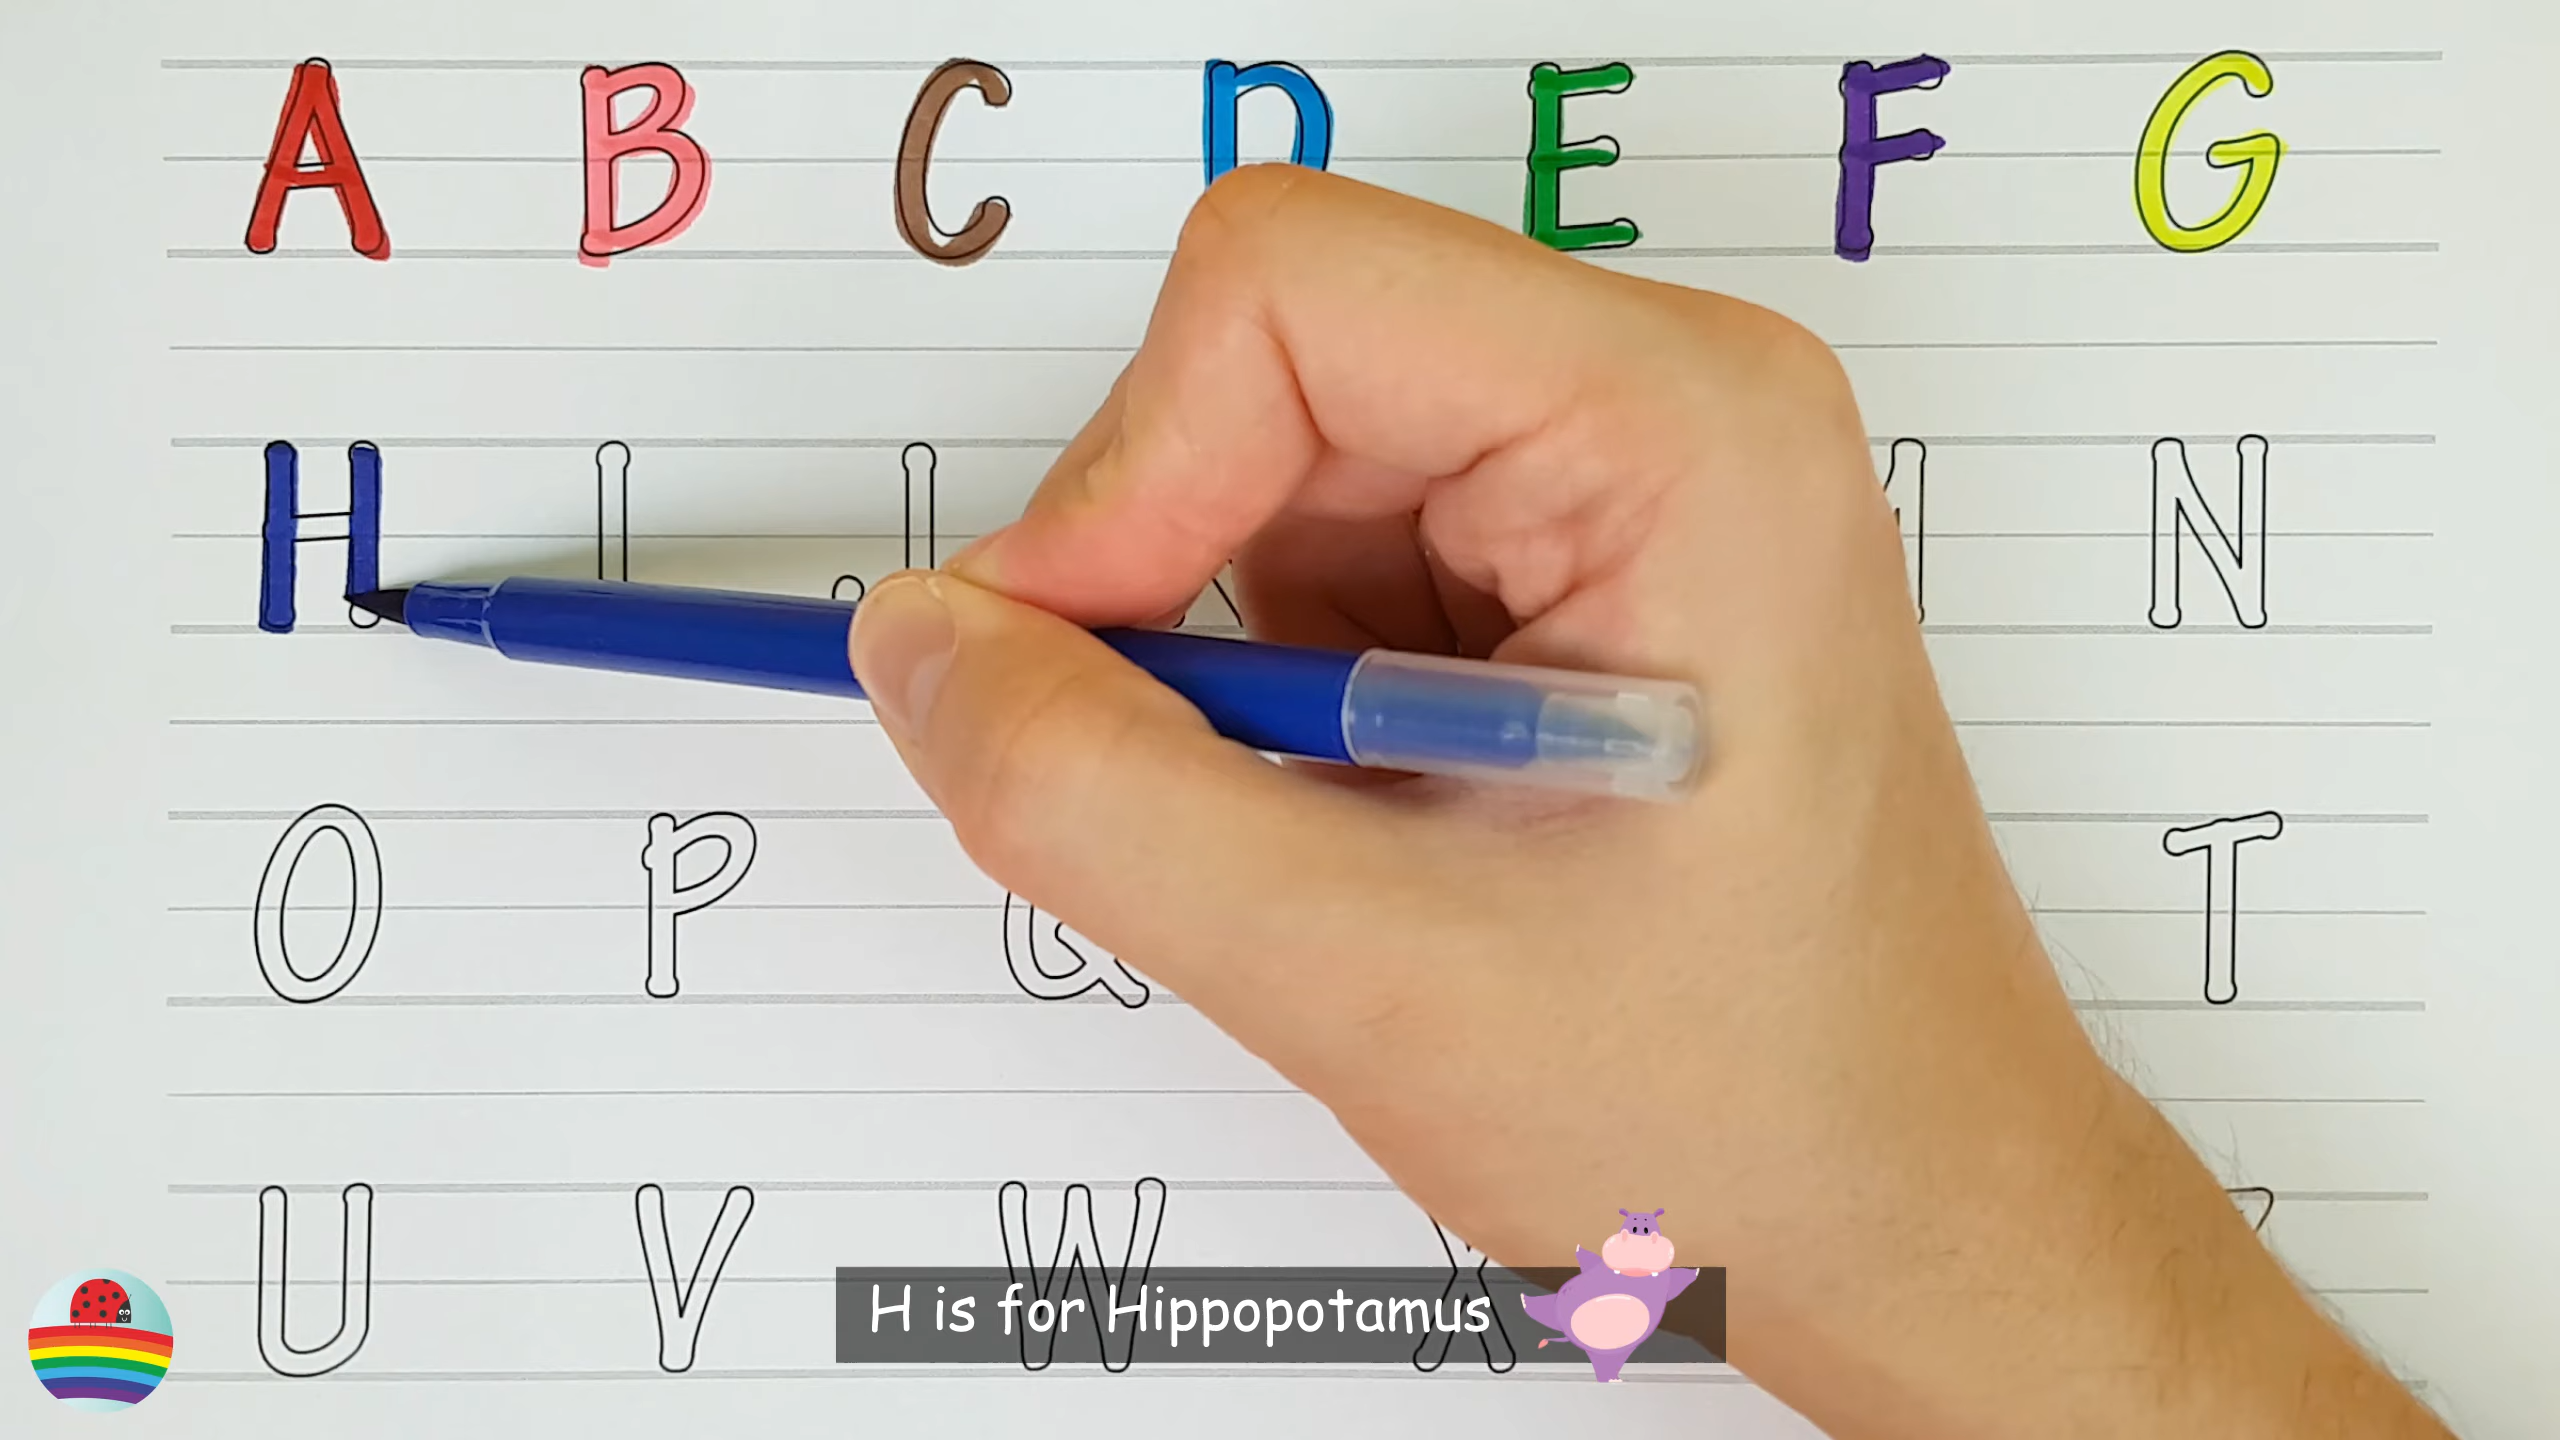 A B C D E F G
H I J N
O P Q T
U V W X
H is for Hippopotamus